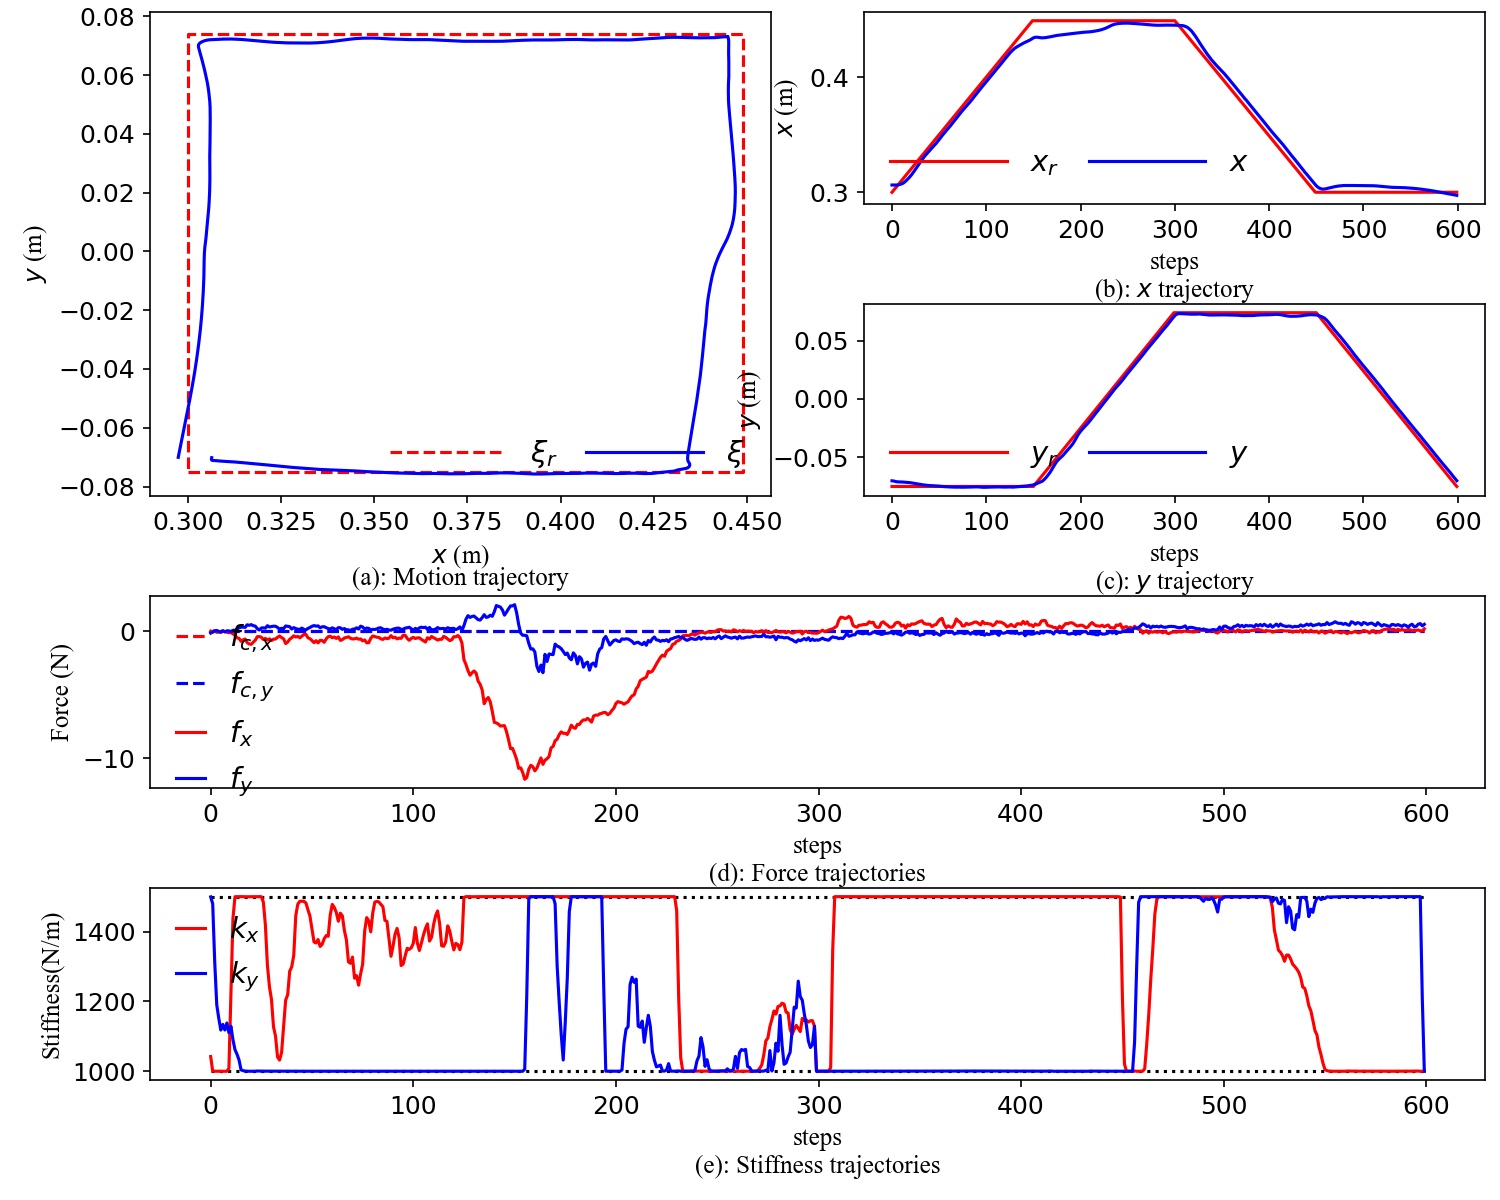 0.08
0.06
0.04
0.02
0.00
−0.02
−0.04
−0.06
−0.08
y (m)
ξr ξ
0.300 0.325 0.350 0.375 0.400 0.425 0.450
x (m)
(a): Motion trajectory
0.4
0.3
x (m)
xr x
0 100 200 300 400 500 600
steps
(b): x trajectory
0.05
0.00
−0.05
y (m)
yr y
0 100 200 300 400 500 600
steps
(c): y trajectory
0
−10
Force (N)
fc,x
fc,y
fx
fy
0 100 200 300 400 500 600
steps
(d): Force trajectories
1400
1200
1000
Stiffness(N/m)
kx
ky
0 100 200 300 400 500 600
steps
(e): Stiffness trajectories